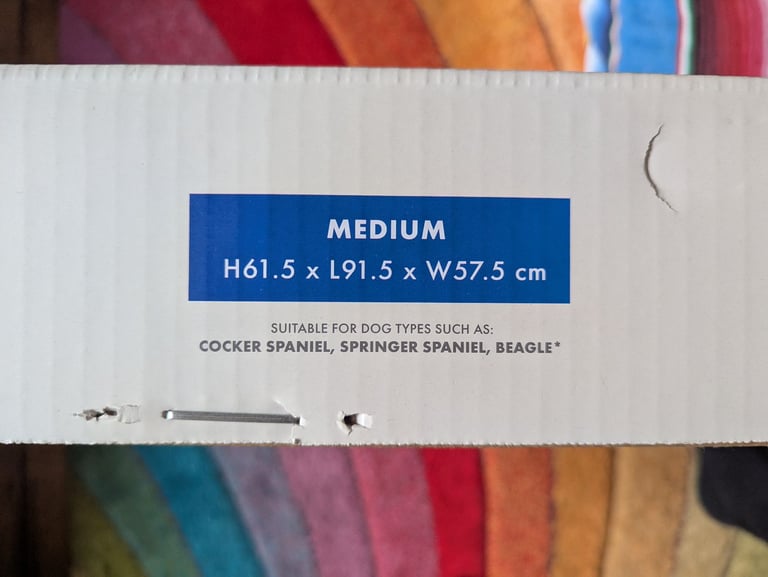 MEDIUM
H61.5 x L91.5 x W57.5 cm
SUITABLE FOR DOG TYPES SUCH AS:
COCKER SPANIEL, SPRINGER SPANIEL, BEAGLE*